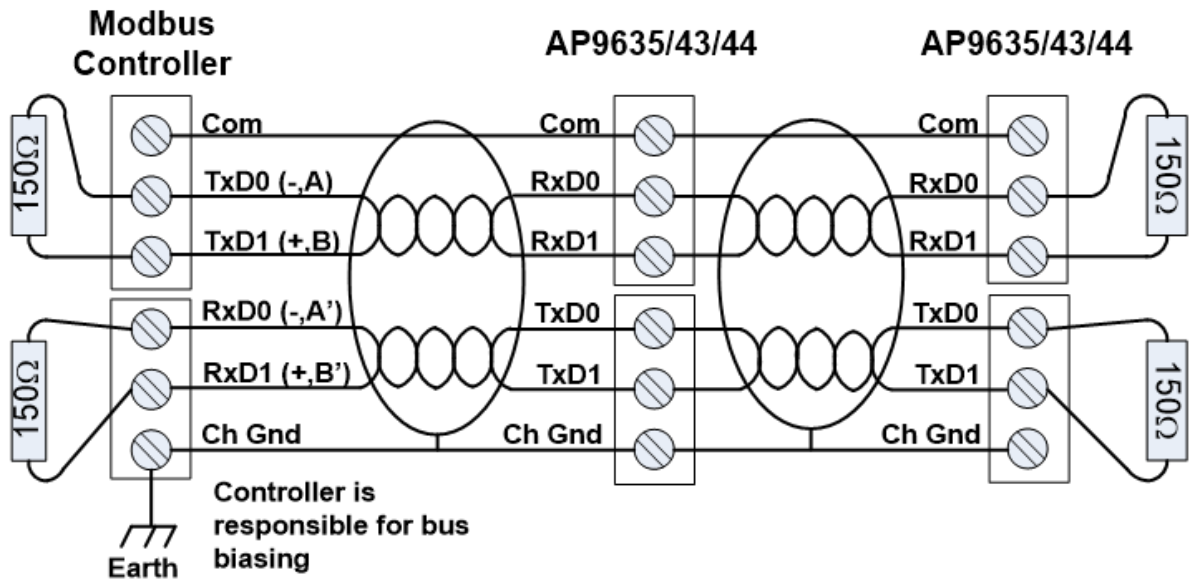 Modbus
Controller
AP9635/43/44
AP9635/43/44
150Ω
Com
Com
Com
150Ω
TxD0 (-,A)
RxD0
RxD0
TxD1 (+,B)
RxD1
RxD1
150Ω
RxD0 (-,A’)
TxD0
TxD0
150Ω
RxD1 (+,B’)
TxD1
TxD1
Ch Gnd
Ch Gnd
Ch Gnd
Controller is
responsible for bus
biasing
Earth